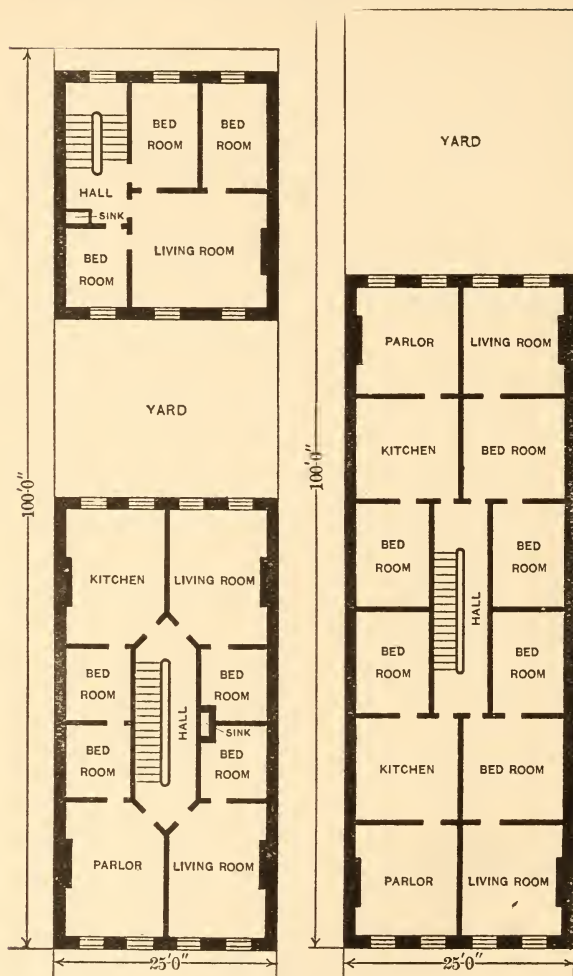 BED
ROOM
BED
ROOM
HALL
SINK
BED
ROOM
LIVING ROOM
YARD
100'0"
KITCHEN
LIVING ROOM
BED
ROOM
BED
ROOM
HALL
SINK
BED
ROOM
BED
ROOM
PARLOR
LIVING ROOM
25'0"
YARD
100'0"
PARLOR
LIVING ROOM
KITCHEN
BED ROOM
BED
ROOM
BED
ROOM
HALL
BED
ROOM
BED
ROOM
KITCHEN
BED ROOM
PARLOR
LIVING ROOM
25'0"